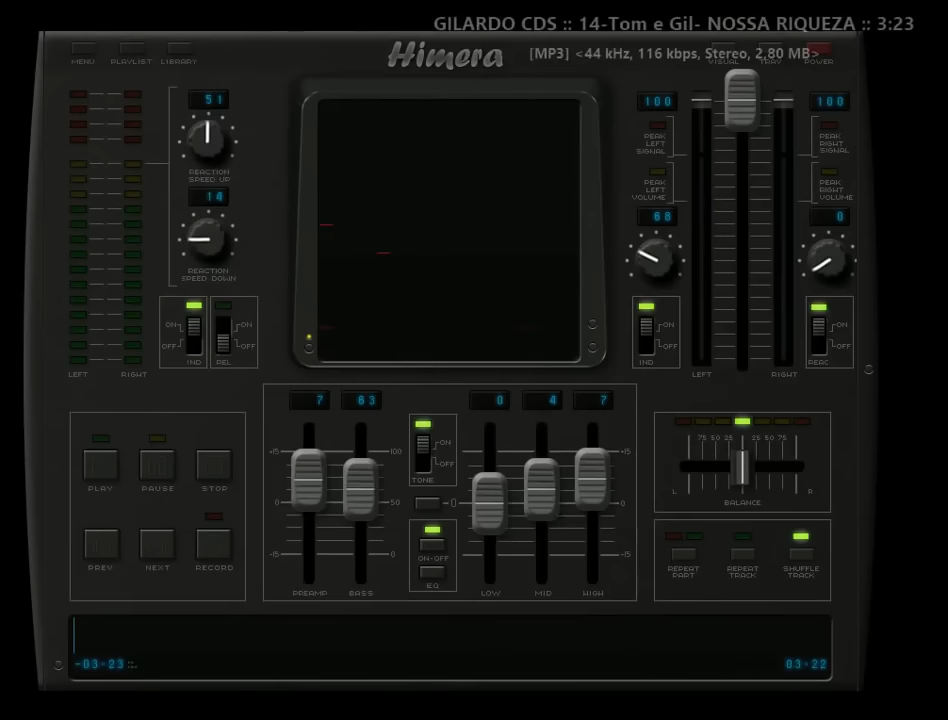 GILARDO CDS :: 14-Tom e Gil- NOSSA RIQUEZA :: 3:23
Himera
[MP3] <44 kHz, 116 kbps, Stereo, 2,80 MB>
MENU PLAYLIST LIBRARY
VISUAL TRAY POWER
51
REACTION
SPEED UP
14
REACTION
SPEED DOWN
ON
OFF
IND
ON
OFF
REL
LEFT RIGHT
100
PEAK
LEFT
SIGNAL
PEAK
LEFT
VOLUME
68
ON
OFF
IND
LEFT RIGHT
100
PEAK
RIGHT
SIGNAL
PEAK
RIGHT
VOLUME
0
ON
OFF
REAC
PLAY PAUSE STOP
PREV NEXT RECORD
7 63
+15 100
0 50
-15 0
PREAMP BASS
ON
OFF
TONE
0
ON-OFF
EQ
0 4 7
+15
0
-15
LOW MID HIGH
75 50 25 25 50 75
L R
BALANCE
REPEAT
PART
REPEAT
TRACK
SHUFFLE
TRACK
-03:23
03:22